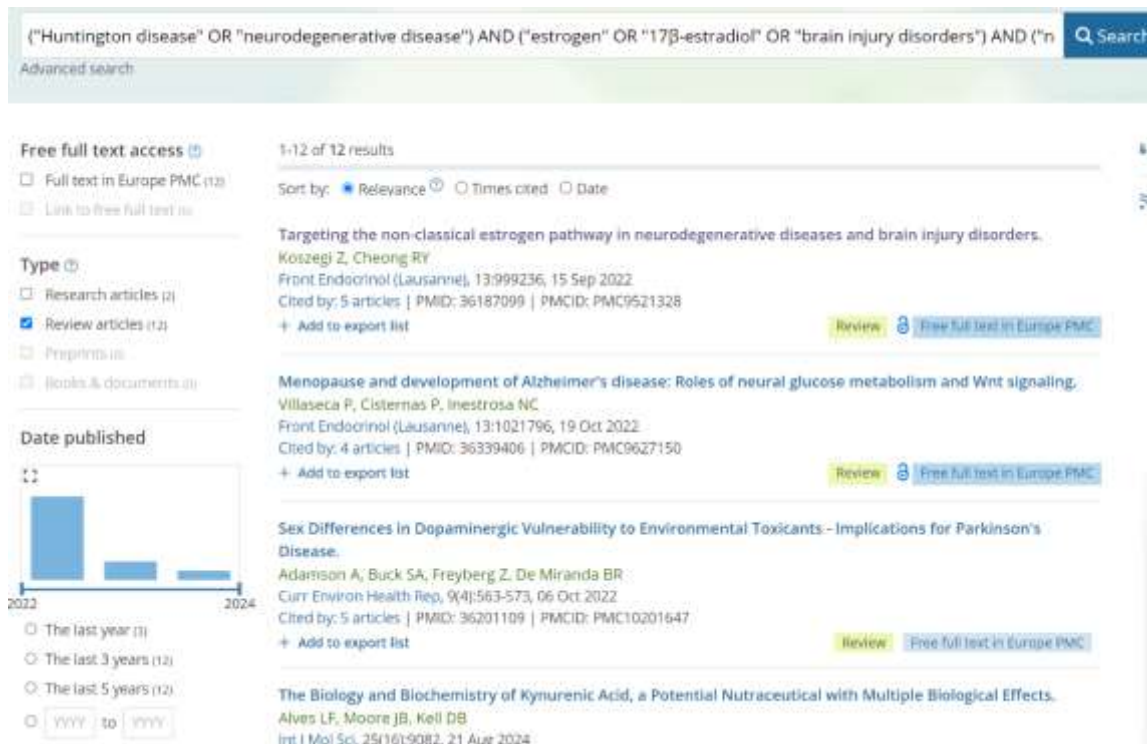 ("Huntington disease" OR "neurodegenerative disease") AND ("estrogen" OR "17β-estradiol" OR "brain injury disorders") AND ("n
Search
Advanced search
Free full text access
Full text in Europe PMC (12)
Link to free full text
Type
Research articles (2)
Review articles (12)
Preprints
Books & documents
Date published
2022 2024
The last year (3)
The last 3 years (12)
The last 5 years (12)
YYYY to YYYY
1-12 of 12 results
Sort by: Relevance Times cited Date
Targeting the non-classical estrogen pathway in neurodegenerative diseases and brain injury disorders.
Koszegi Z, Cheong RY
Front Endocrinol (Lausanne), 13:999236, 15 Sep 2022
Cited by: 5 articles | PMID: 36187099 | PMCID: PMC9521328
+ Add to export list Review Free full text in Europe PMC
Menopause and development of Alzheimer's disease: Roles of neural glucose metabolism and Wnt signaling.
Villaseca P, Cisternas P, Inestrosa NC
Front Endocrinol (Lausanne), 13:1021796, 19 Oct 2022
Cited by: 4 articles | PMID: 36339406 | PMCID: PMC9627150
+ Add to export list Review Free full text in Europe PMC
Sex Differences in Dopaminergic Vulnerability to Environmental Toxicants - Implications for Parkinson's
Disease.
Adamson A, Buck SA, Freyberg Z, De Miranda BR
Curr Environ Health Rep, 9(4):563-573, 06 Oct 2022
Cited by: 5 articles | PMID: 36201109 | PMCID: PMC10201647
+ Add to export list Review Free full text in Europe PMC
The Biology and Biochemistry of Kynurenic Acid, a Potential Nutraceutical with Multiple Biological Effects.
Alves LF, Moore JB, Kell DB
Int J Mol Sci, 25(16):9082, 21 Aug 2024